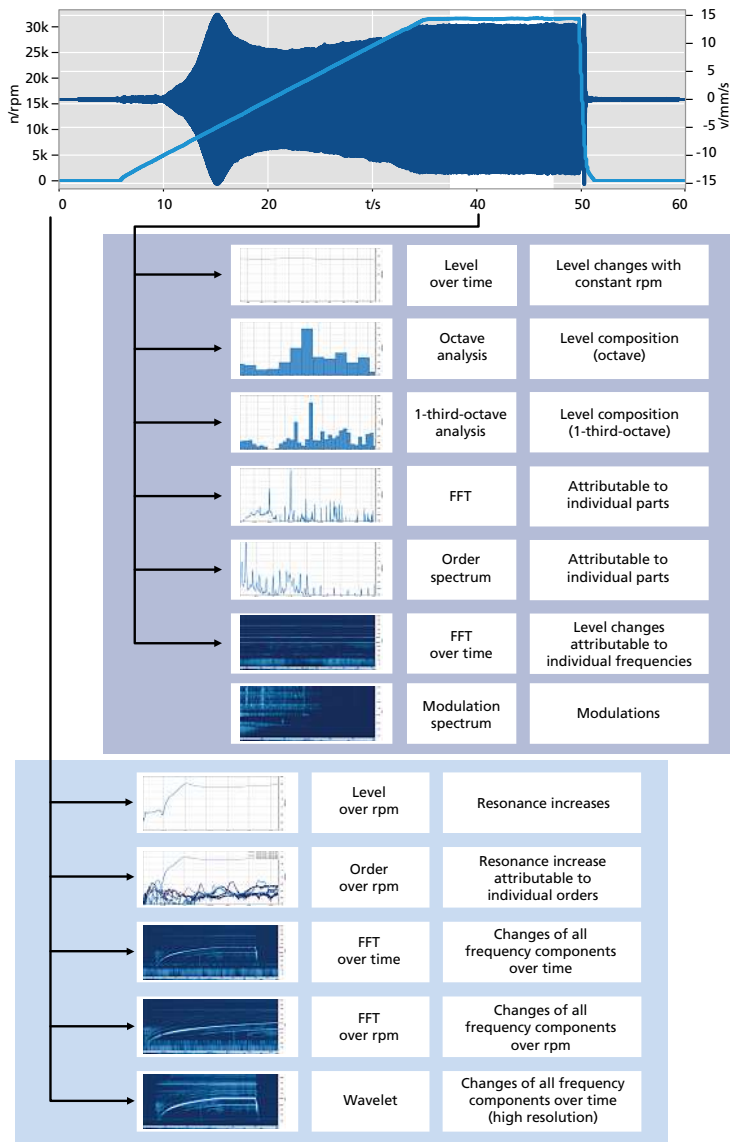 30k
25k
20k
15k
10k
5k
0
n/rpm
15
10
5
0
-5
-10
-15
v/mm/s
0
10
20
t/s
40
50
60
Level
over time
Level changes with
constant rpm
Octave
analysis
Level composition
(octave)
1-third-octave
analysis
Level composition
(1-third-octave)
FFT
Attributable to
individual parts
Order
spectrum
Attributable to
individual parts
FFT
over time
Level changes
attributable to
individual frequencies
Modulation
spectrum
Modulations
Level
over rpm
Resonance increases
Order
over rpm
Resonance increase
attributable to
individual orders
FFT
over time
Changes of all
frequency components
over time
FFT
over rpm
Changes of all
frequency components
over rpm
Wavelet
Changes of all frequency
components over time
(high resolution)